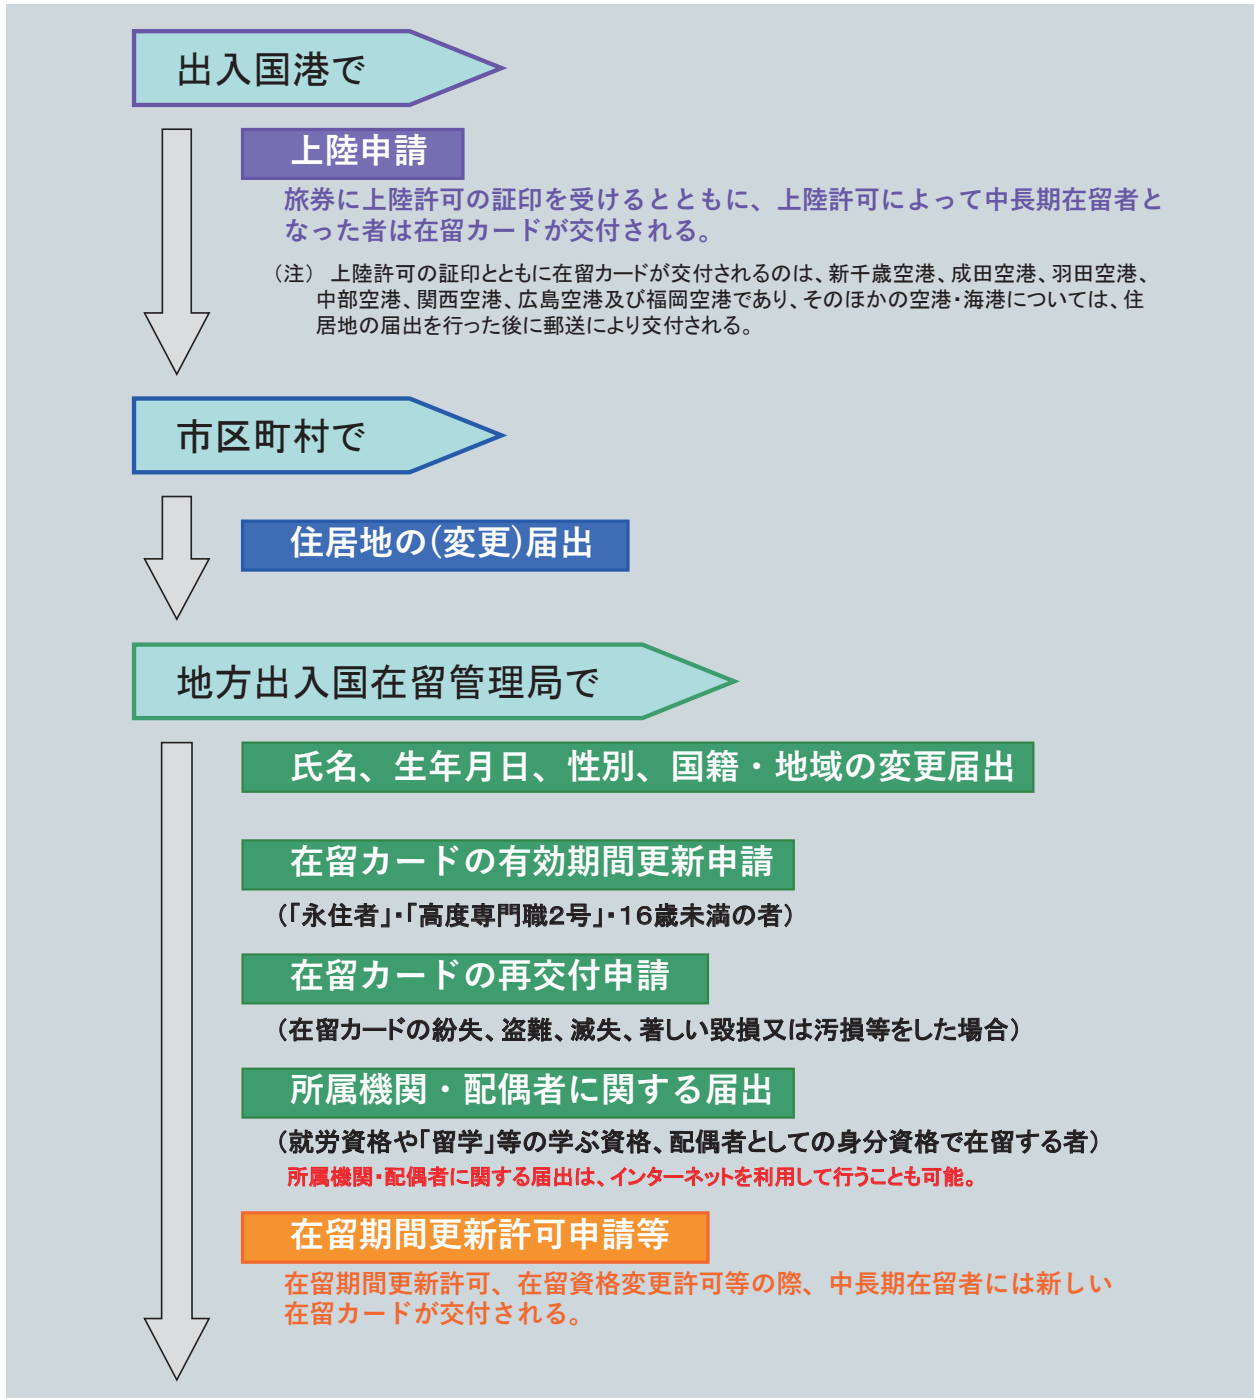 出入国港で
上陸申請
旅券に上陸許可の証印を受けるとともに、上陸許可によって中長期在留者と
なった者は在留カードが交付される。
（注）　上陸許可の証印とともに在留カードが交付されるのは、新千歳空港、成田空港、羽田空港、
中部空港、関西空港、広島空港及び福岡空港であり、そのほかの空港・海港については、住
居地の届出を行った後に郵送により交付される。
市区町村で
住居地の(変更)届出
地方出入国在留管理局で
氏名、生年月日、性別、国籍・地域の変更届出
在留カードの有効期間更新申請
（「永住者」・「高度専門職２号」・１６歳未満の者）
在留カードの再交付申請
（在留カードの紛失、盗難、滅失、著しい毀損又は汚損等をした場合）
所属機関・配偶者に関する届出
（就労資格や「留学」等の学ぶ資格、配偶者としての身分資格で在留する者）
所属機関・配偶者に関する届出は、インターネットを利用して行うことも可能。
在留期間更新許可申請等
在留期間更新許可、在留資格変更許可等の際、中長期在留者には新しい
在留カードが交付される。